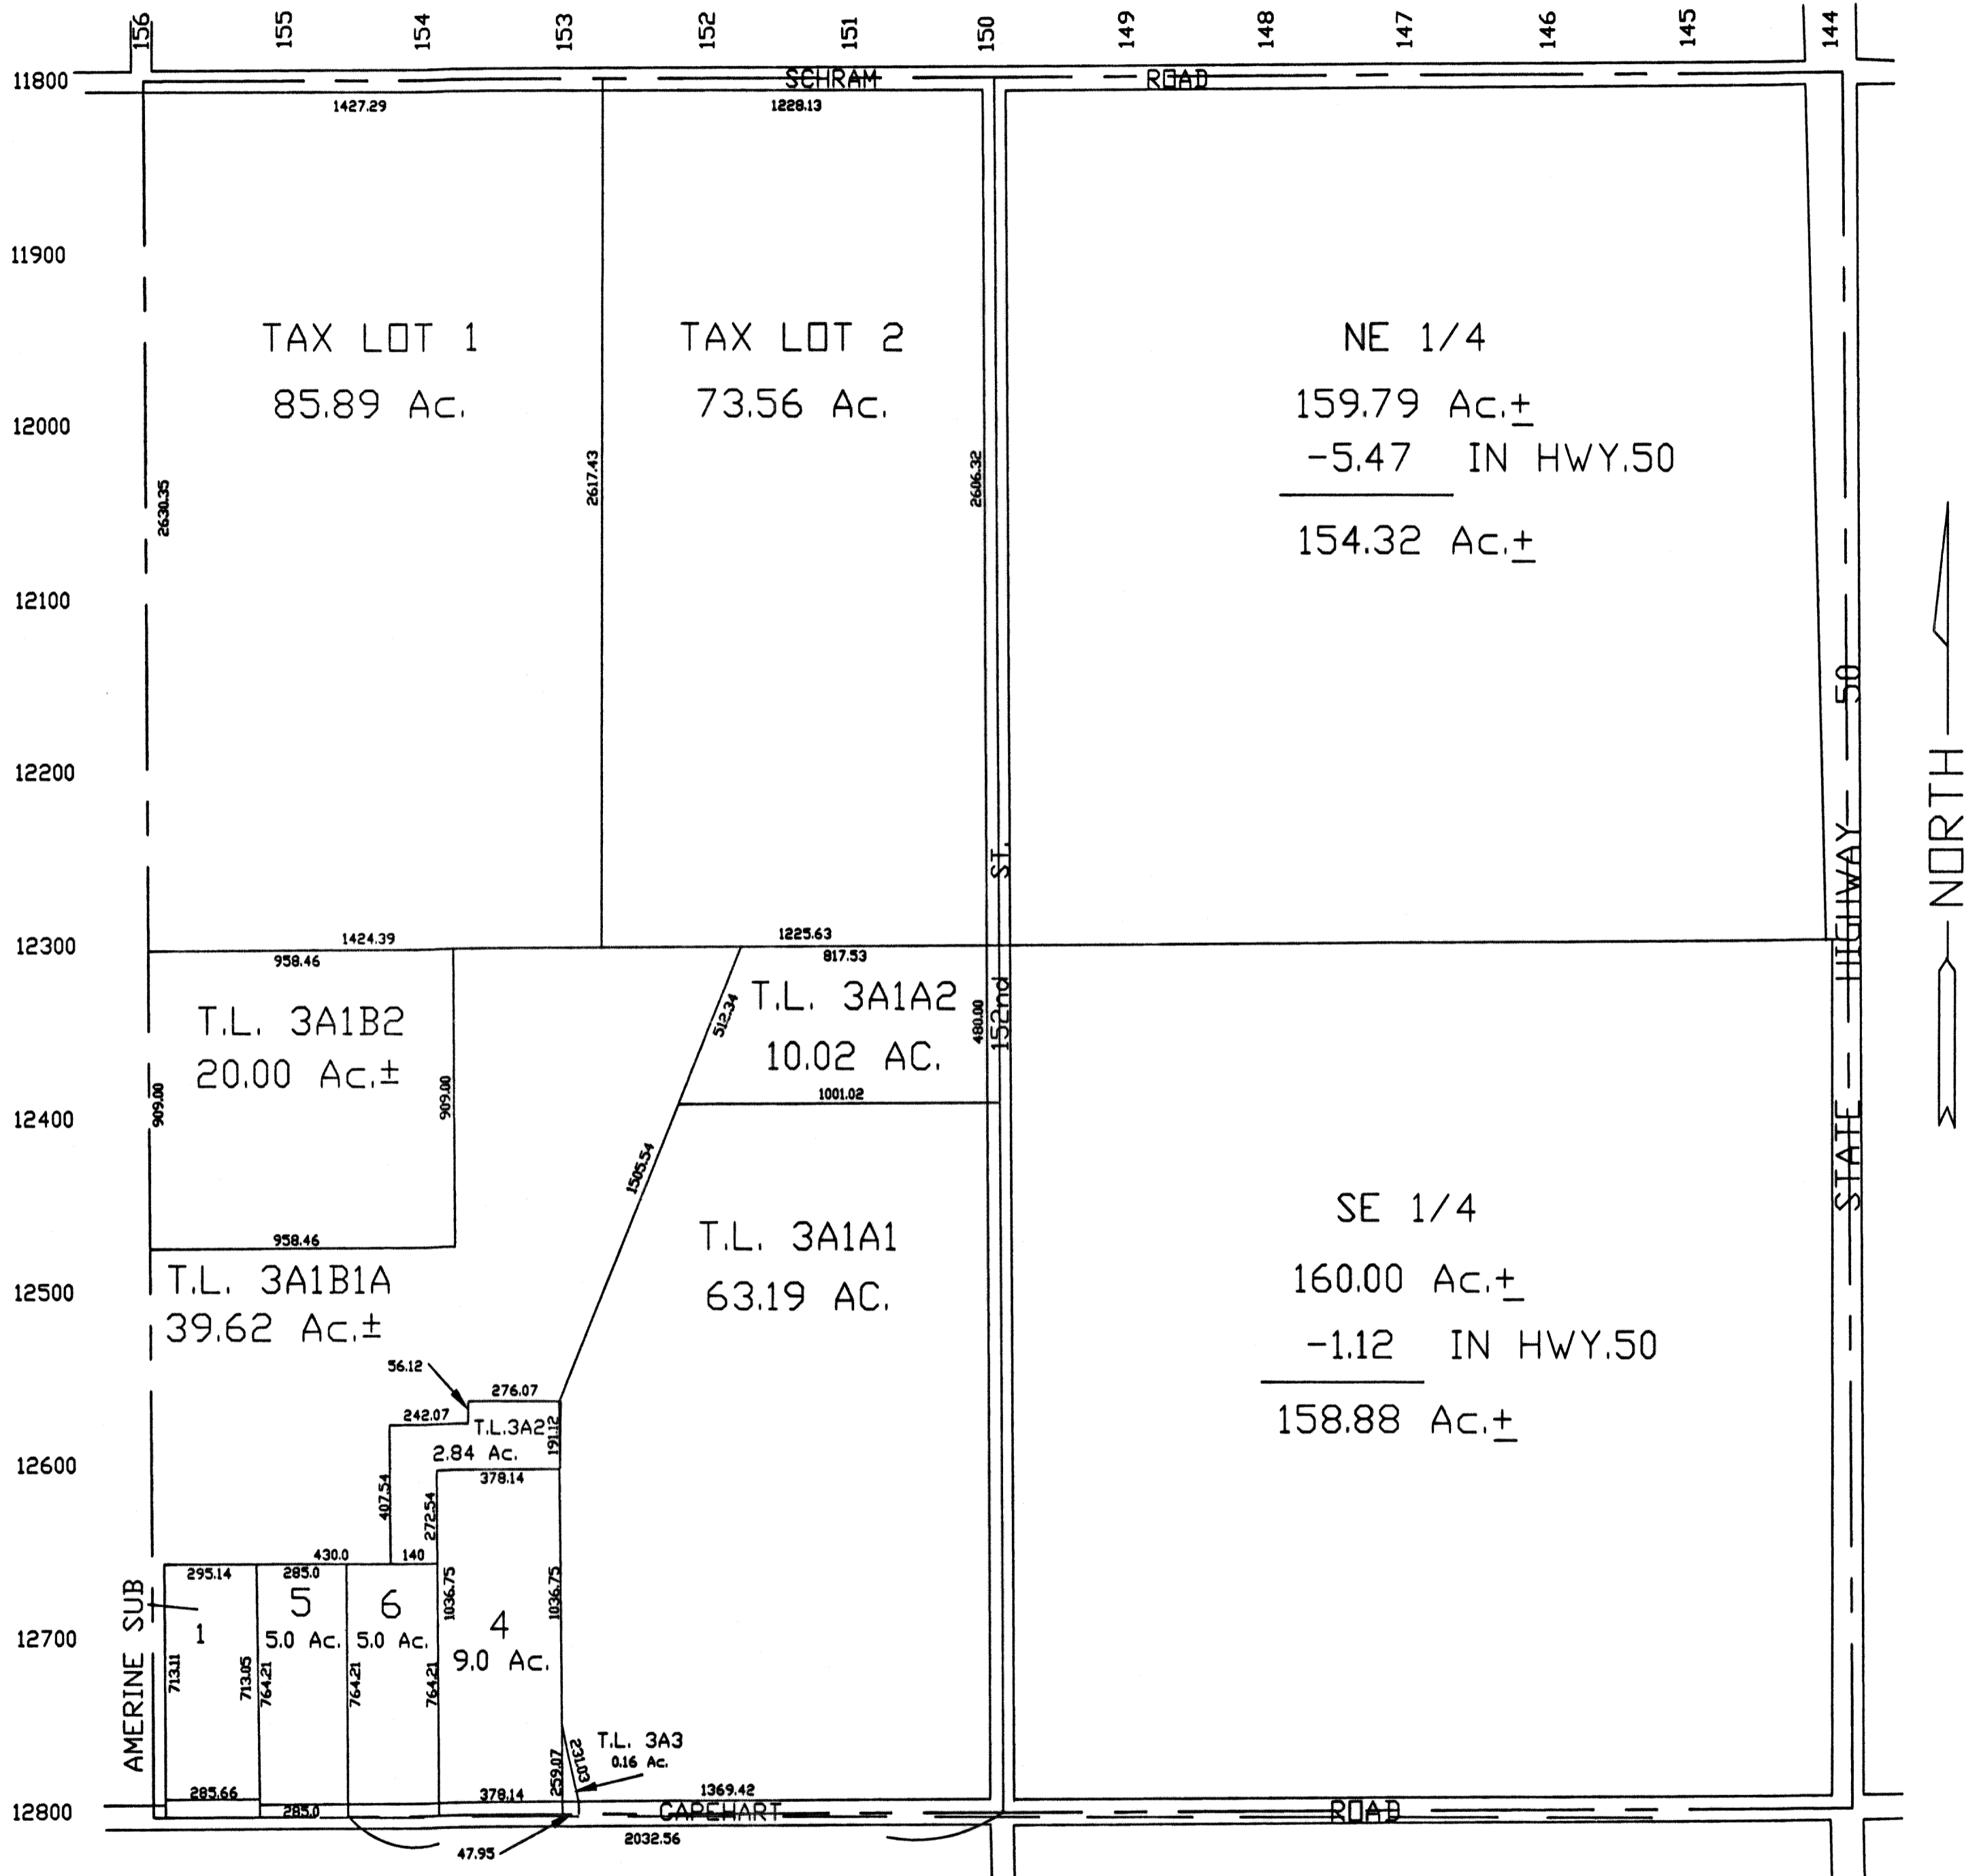 156
155
154
153
152
151
150
149
148
147
146
145
144
11800
SCHRAM ROAD
1427.29
1228.13
11900
TAX LOT 1
85.89 Ac.
TAX LOT 2
73.56 Ac.
NE 1/4
159.79 Ac.±
-5.47 IN HWY.50
154.32 Ac.±
12000
2630.35
2617.43
2606.32
12100
12200
STATE HIGWAY 50
NORTH
152nd ST.
12300
1424.39
1225.63
958.46
817.53
T.L. 3A1B2
20.00 Ac.±
512.34
T.L. 3A1A2
10.02 AC.
480.00
909.00
909.00
12400
1001.02
1505.54
958.46
T.L. 3A1B1A
39.62 Ac.±
T.L. 3A1A1
63.19 AC.
SE 1/4
160.00 Ac.±
-1.12 IN HWY.50
158.88 Ac.±
12500
56.12
276.07
242.07
T.L.3A2
2.84 Ac.
191.12
12600
378.14
407.54
272.54
430.0
140
295.14
285.0
AMERINE SUB
1
5
5.0 Ac.
6
5.0 Ac.
4
9.0 Ac.
1036.75
1036.75
12700
713.11
713.05
764.21
764.21
764.21
259.07
231.03
T.L. 3A3
0.16 Ac.
285.66
378.14
1369.42
12800
285.0
CAPEHART ROAD
2032.56
47.95